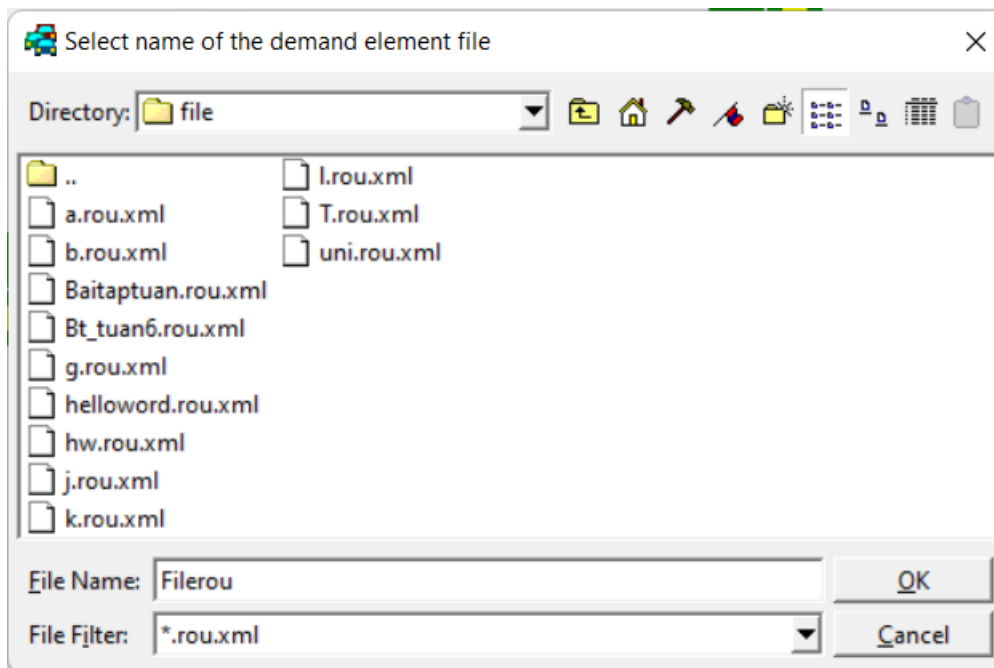 Select name of the demand element file
Directory: file
..
a.rou.xml
b.rou.xml
Baitaptuan.rou.xml
Bt_tuan6.rou.xml
g.rou.xml
helloword.rou.xml
hw.rou.xml
j.rou.xml
k.rou.xml
l.rou.xml
T.rou.xml
uni.rou.xml
File Name: Filerou OK
File Filter: *.rou.xml Cancel